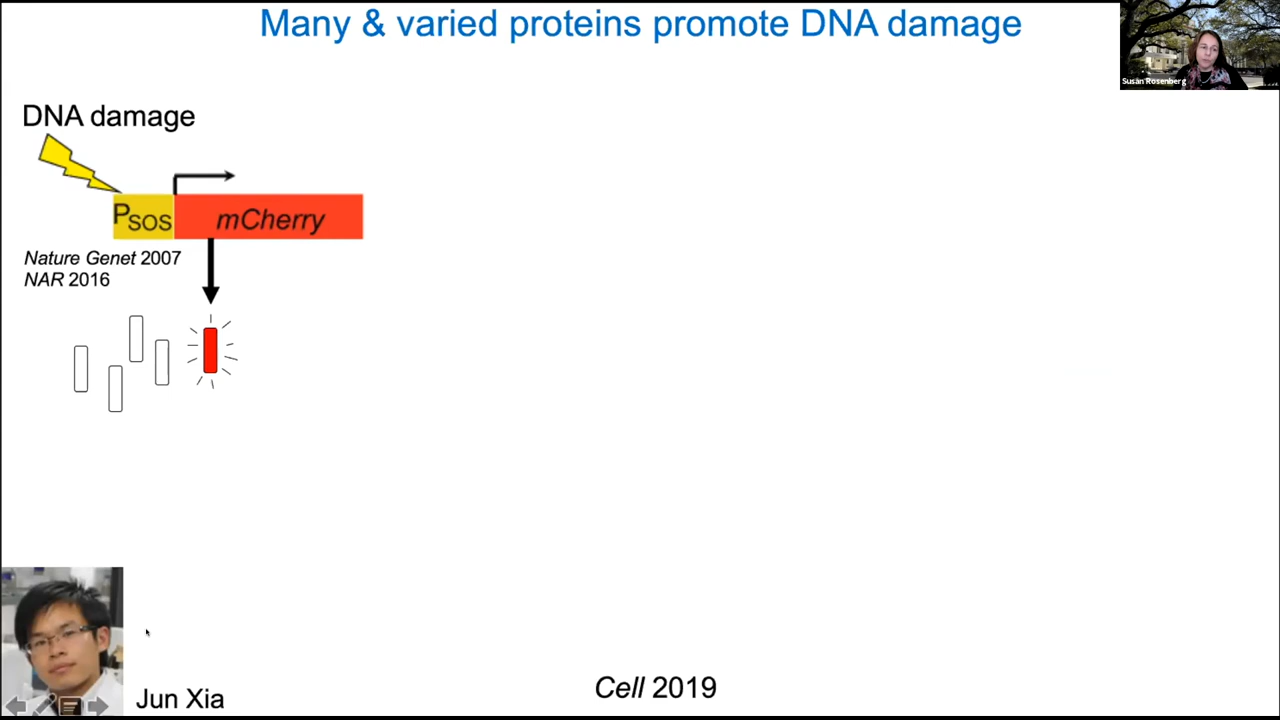 Many & varied proteins promote DNA damage
Susan Rosenberg
DNA damage
PSOS
mCherry
Nature Genet 2007
NAR 2016
Jun Xia
Cell 2019